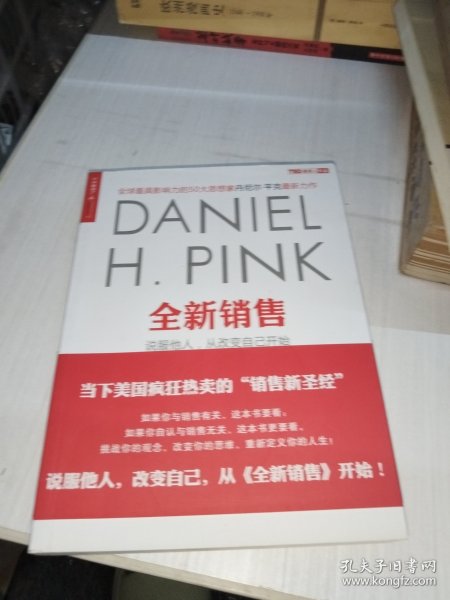 欧洲漫画史
全球最具影响力的50大思想家丹尼尔·平克最新力作
DANIEL
H. PINK
全新销售
说服他人，从改变自己开始
当下美国疯狂热卖的“销售新圣经”
如果你与销售有关，这本书要看；
如果你自认与销售无关，这本书更要看，
挑战你的观念、改变你的思维、重新定义你的人生！
说服他人，改变自己，从《全新销售》开始！
孔夫子旧书网
www.kongfz.com